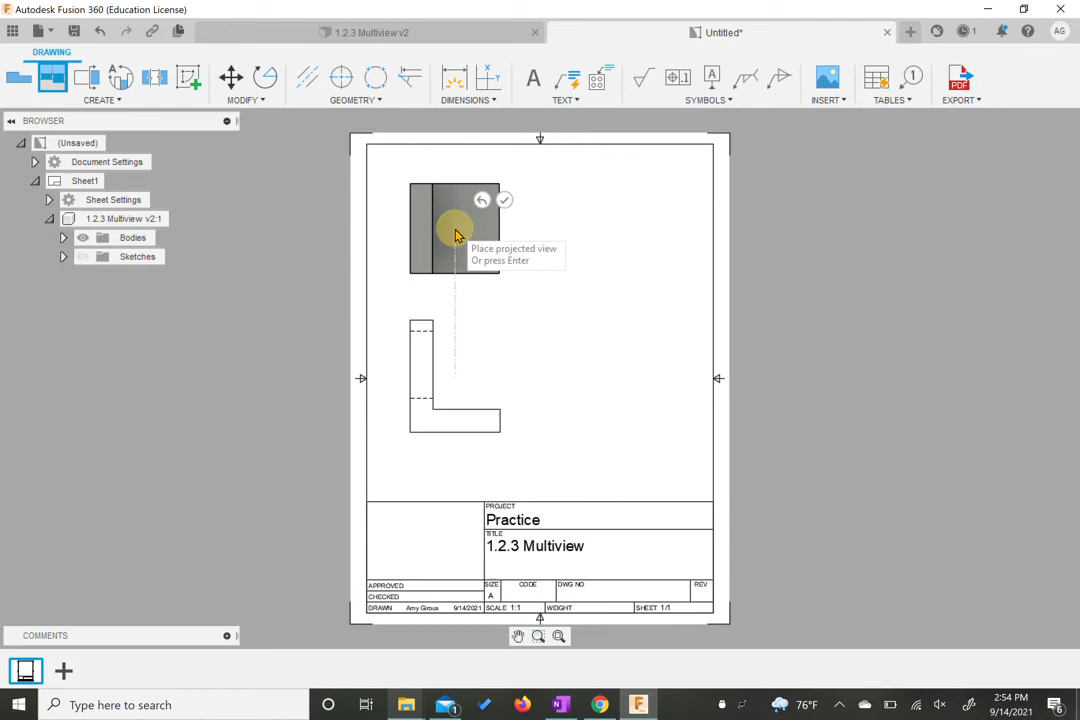 Autodesk Fusion 360 (Education License)
1.2.3 Multiview v2
Untitled*
1
AG
DRAWING
CREATE
MODIFY
GEOMETRY
DIMENSIONS
TEXT
SYMBOLS
INSERT
TABLES
EXPORT
BROWSER
(Unsaved)
Document Settings
Sheet1
Sheet Settings
1.2.3 Multiview v2:1
Bodies
Sketches
Place projected view
Or press Enter
PROJECT
Practice
TITLE
1.2.3 Multiview
APPROVED
CHECKED
DRAWN Amy Giroux 9/14/2021
SIZE
A
CODE
DWG NO
REV
SCALE 1:1
WEIGHT
SHEET 1/1
COMMENTS
Type here to search
76°F
2:54 PM
9/14/2021
6